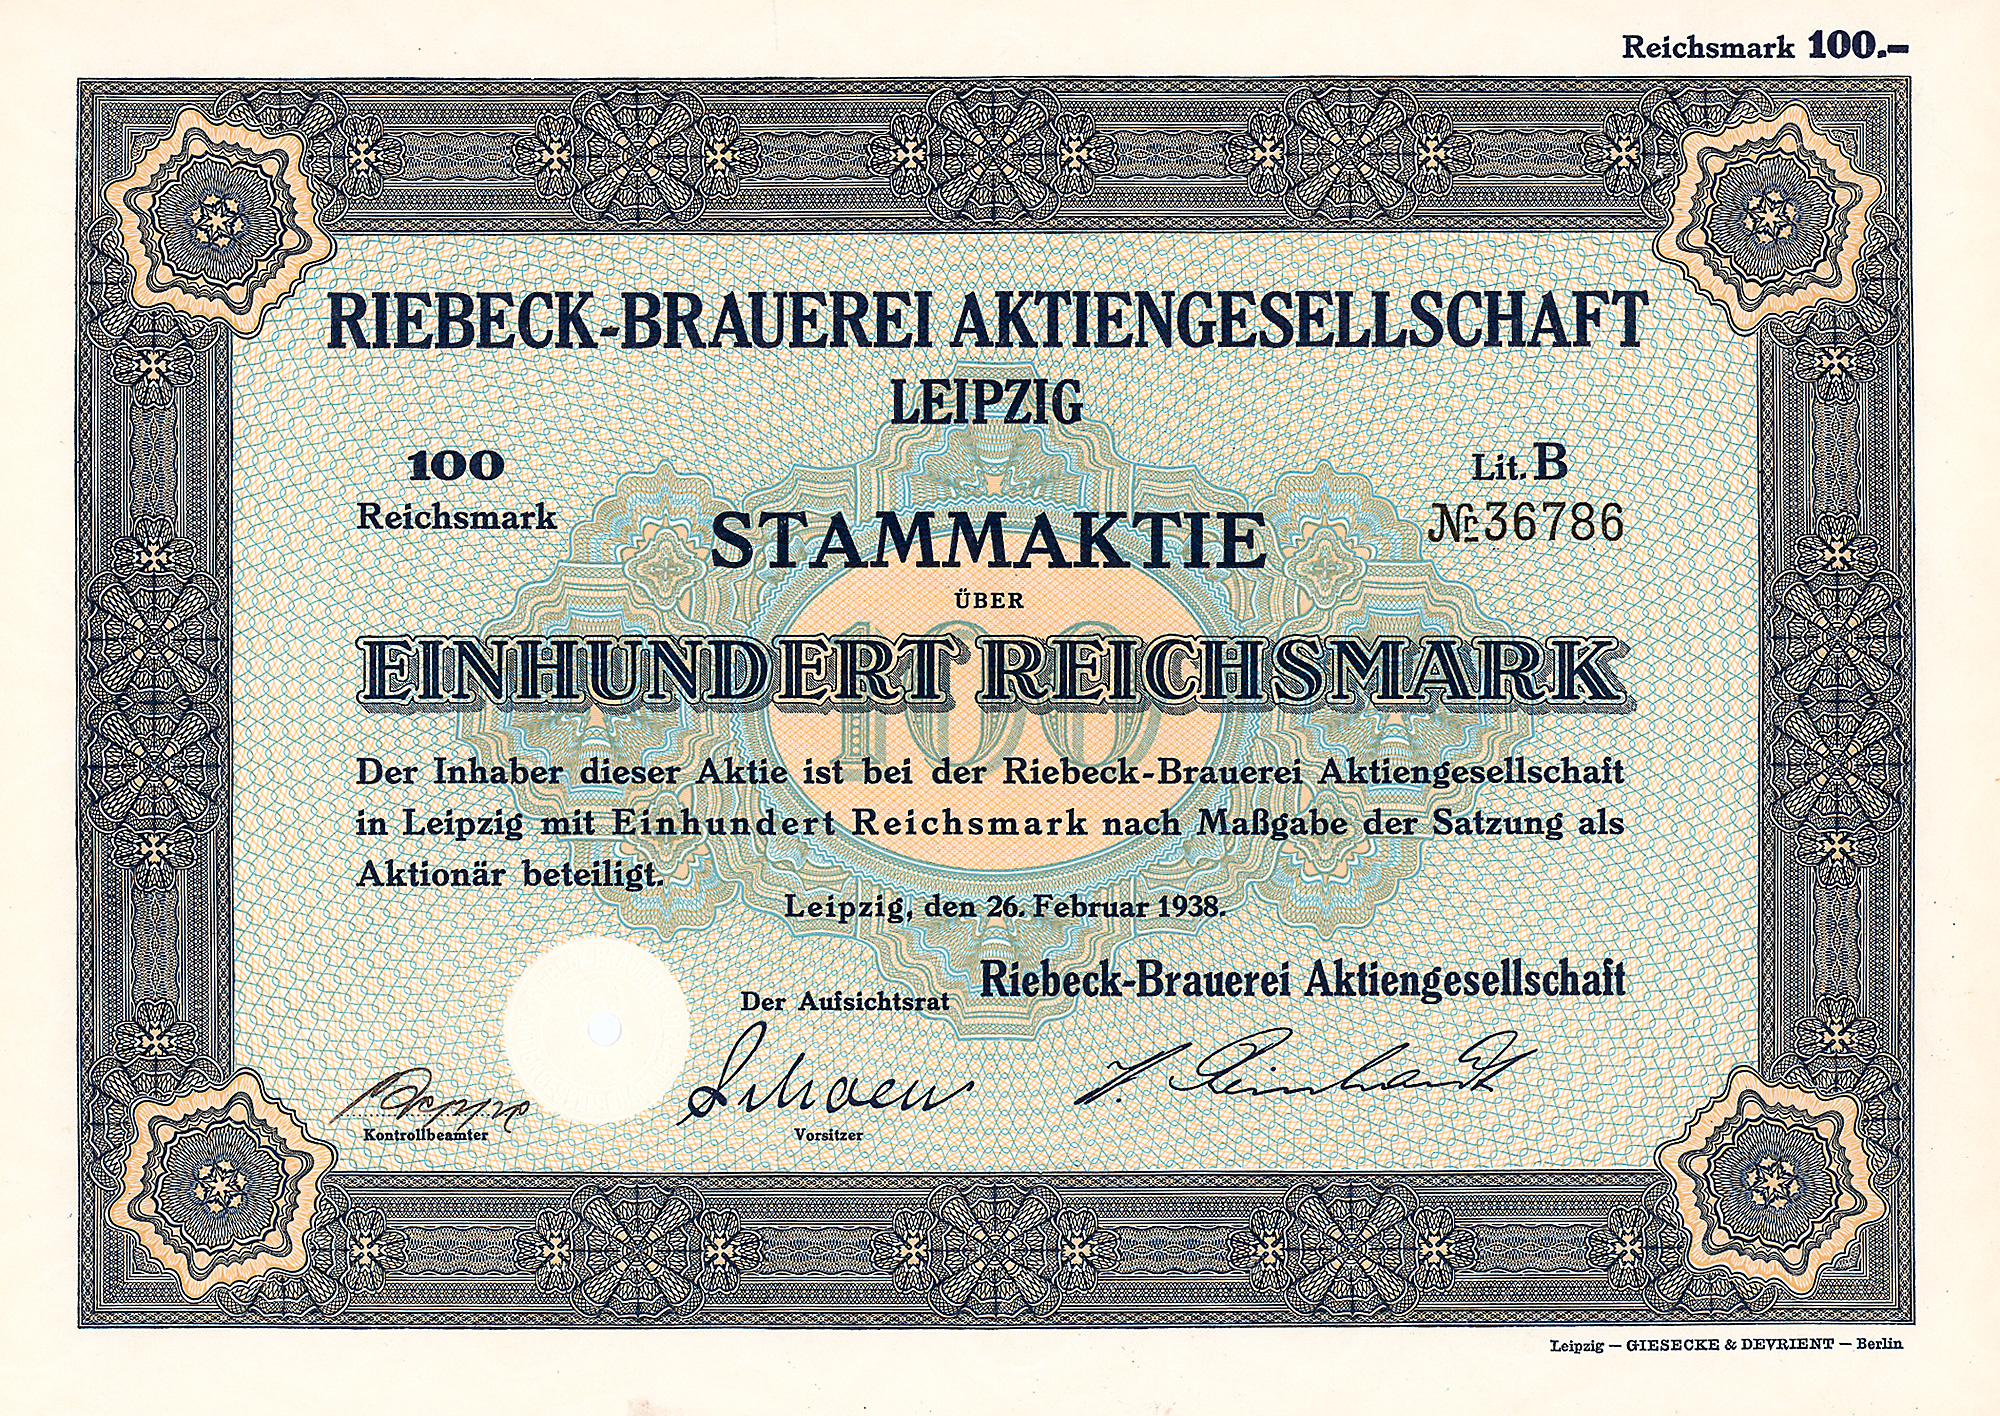 Reichsmark 100.–
RIEBECK-BRAUEREI AKTIENGESELLSCHAFT
LEIPZIG
100
Reichsmark
Lit. B
№ 36786
STAMMAKTIE
ÜBER
100
EINHUNDERT REICHSMARK
Der Inhaber dieser Aktie ist bei der Riebeck-Brauerei Aktiengesellschaft
in Leipzig mit Einhundert Reichsmark nach Maßgabe der Satzung als
Aktionär beteiligt.
Leipzig, den 26. Februar 1938.
Der Aufsichtsrat
Riebeck-Brauerei Aktiengesellschaft
Kontrollbeamter
Vorsitzer
Leipzig — GIESECKE & DEVRIENT — Berlin